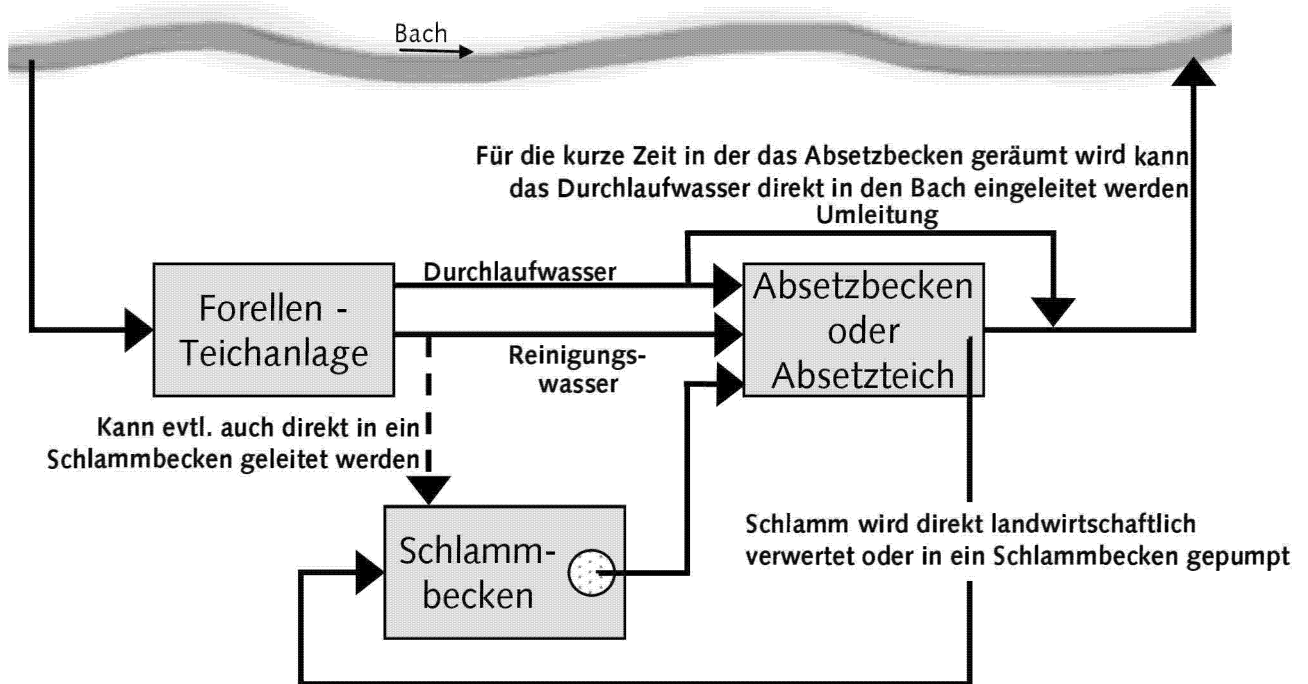 Bach
Für die kurze Zeit in der das Absetzbecken geräumt wird kann
das Durchlaufwasser direkt in den Bach eingeleitet werden
Umleitung
Durchlaufwasser
Forellen -
Teichanlage
Absetzbecken
oder
Absetzteich
Reinigungs-
wasser
Kann evtl. auch direkt in ein
Schlammbecken geleitet werden
Schlamm-
becken
Schlamm wird direkt landwirtschaftlich
verwertet oder in ein Schlammbecken gepumpt